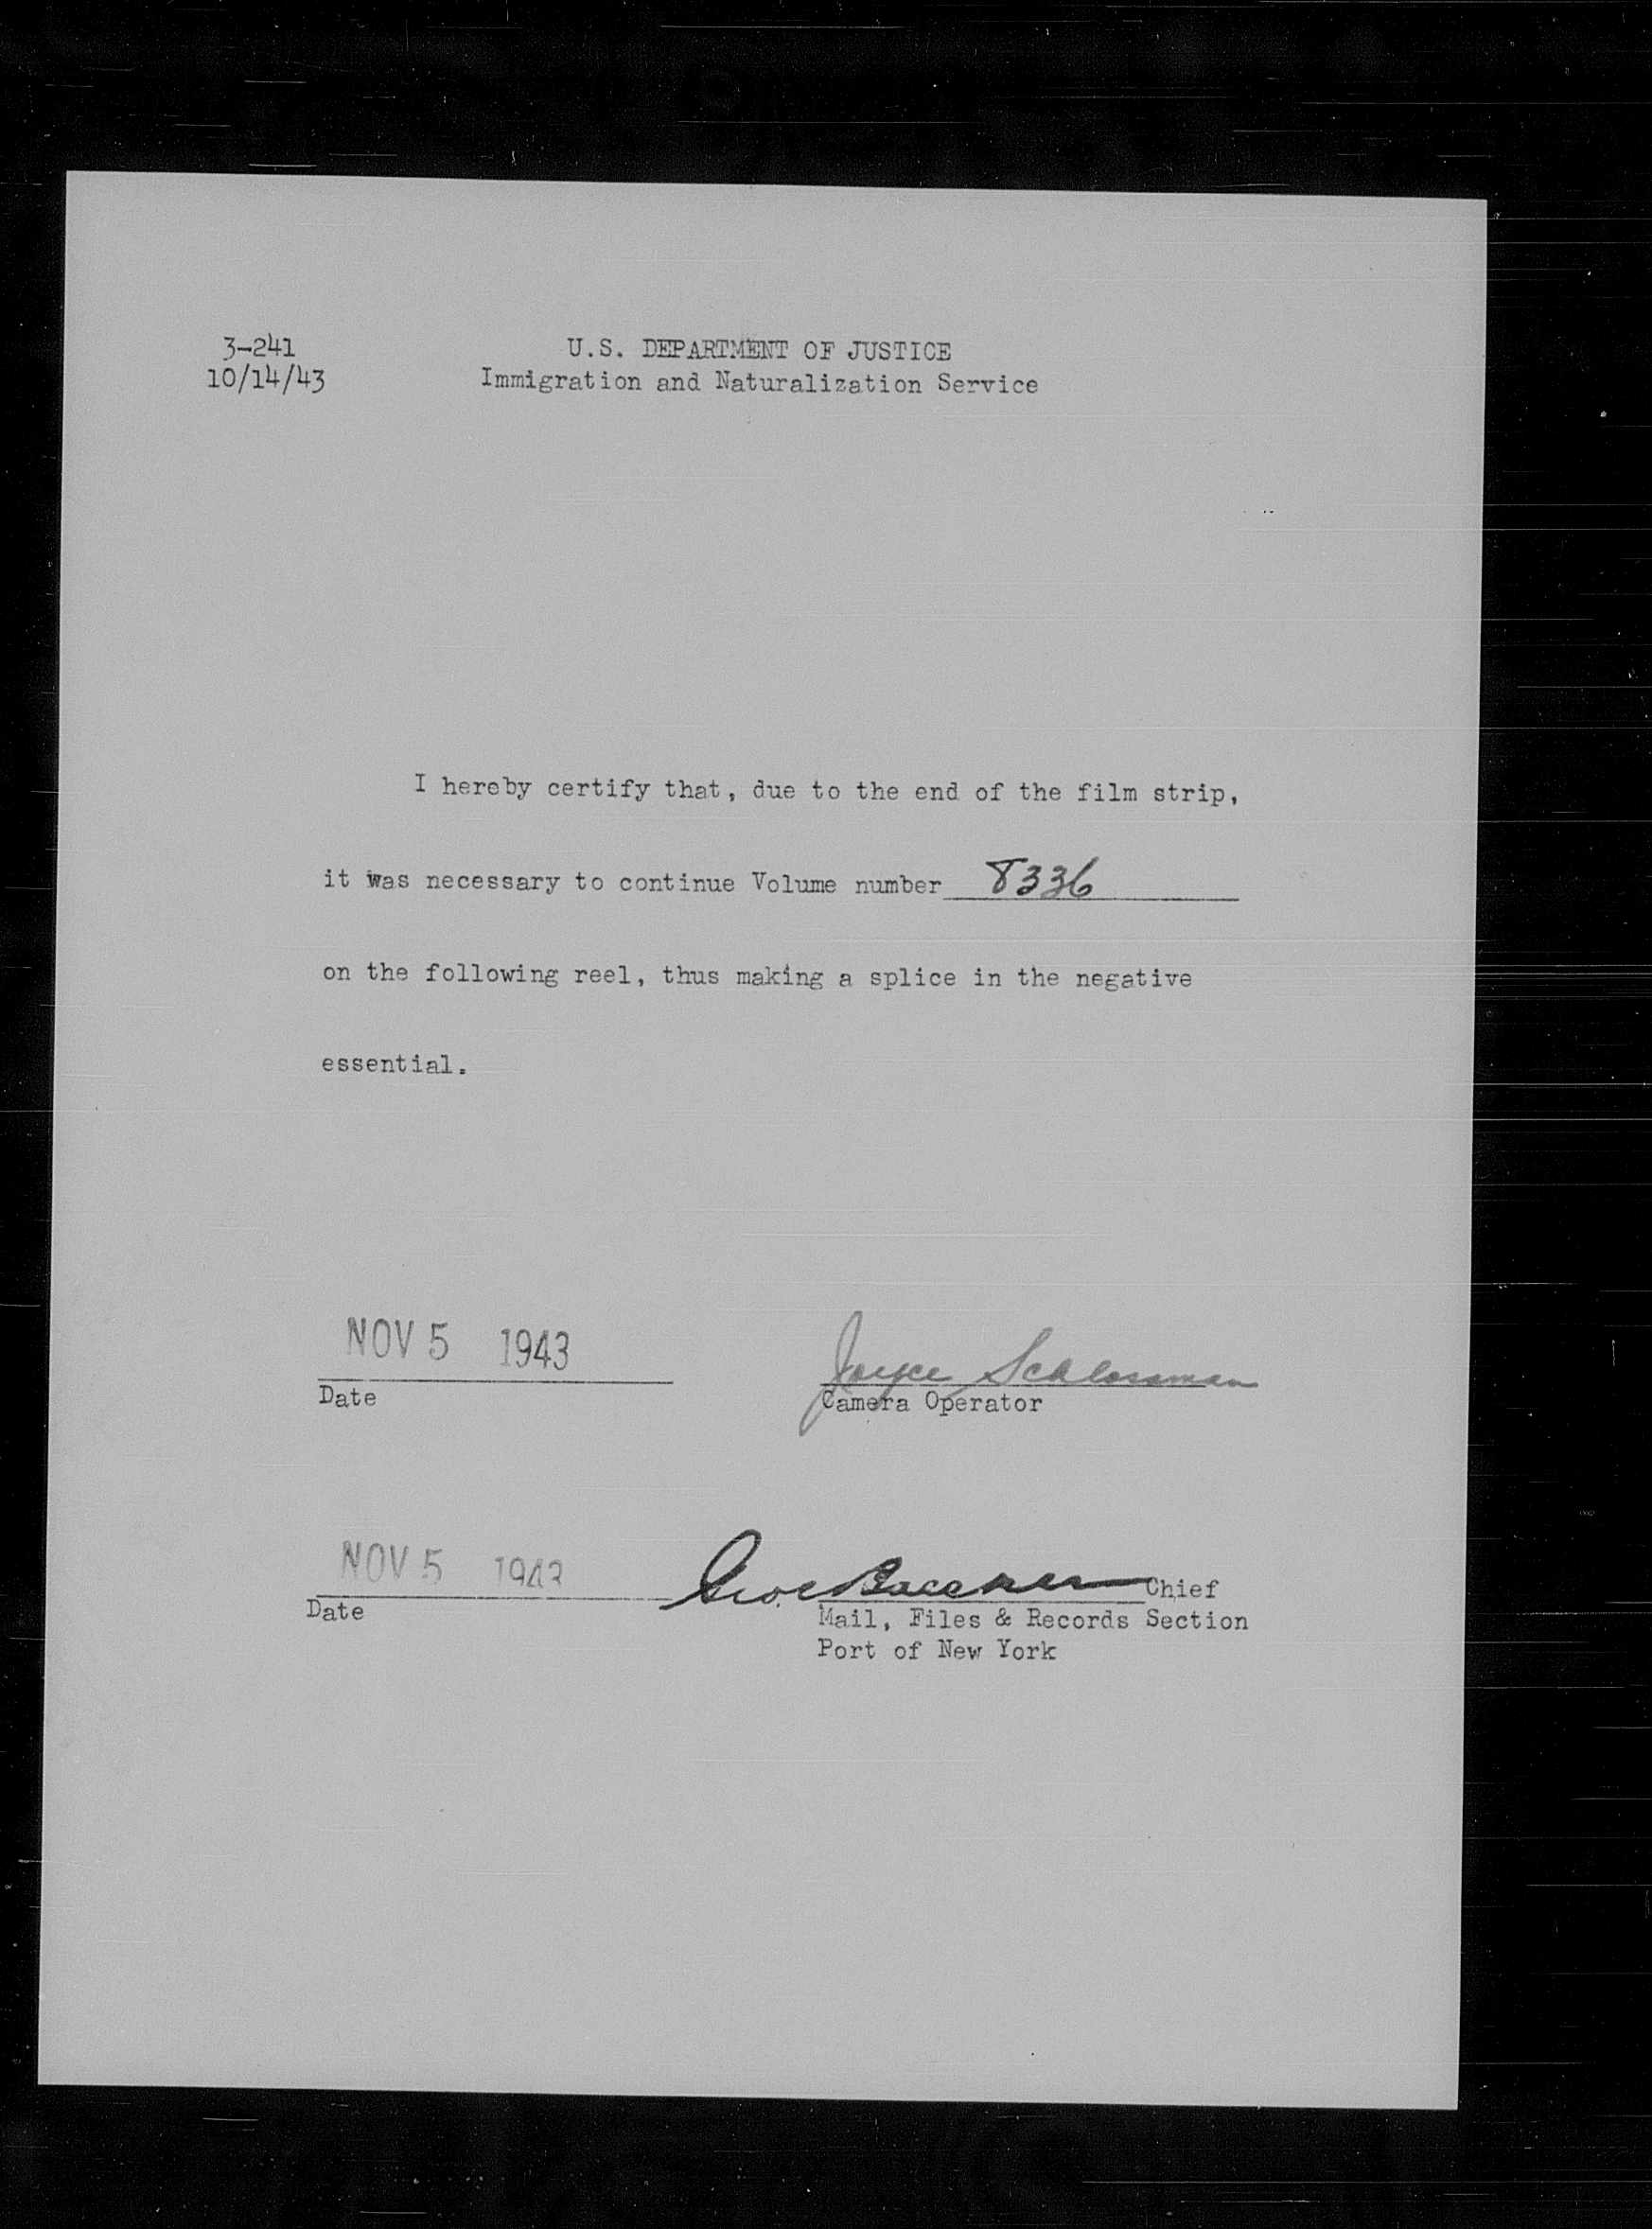 3-241
10/14/43
U.S. DEPARTMENT OF JUSTICE
Immigration and Naturalization Service
I hereby certify that, due to the end of the film strip,
it was necessary to continue Volume number 8336
on the following reel, thus making a splice in the negative
essential.
NOV 5 1943
Date
Joyce Schlossman
Camera Operator
NOV 5 1943
Date
Chief
Mail, Files & Records Section
Port of New York